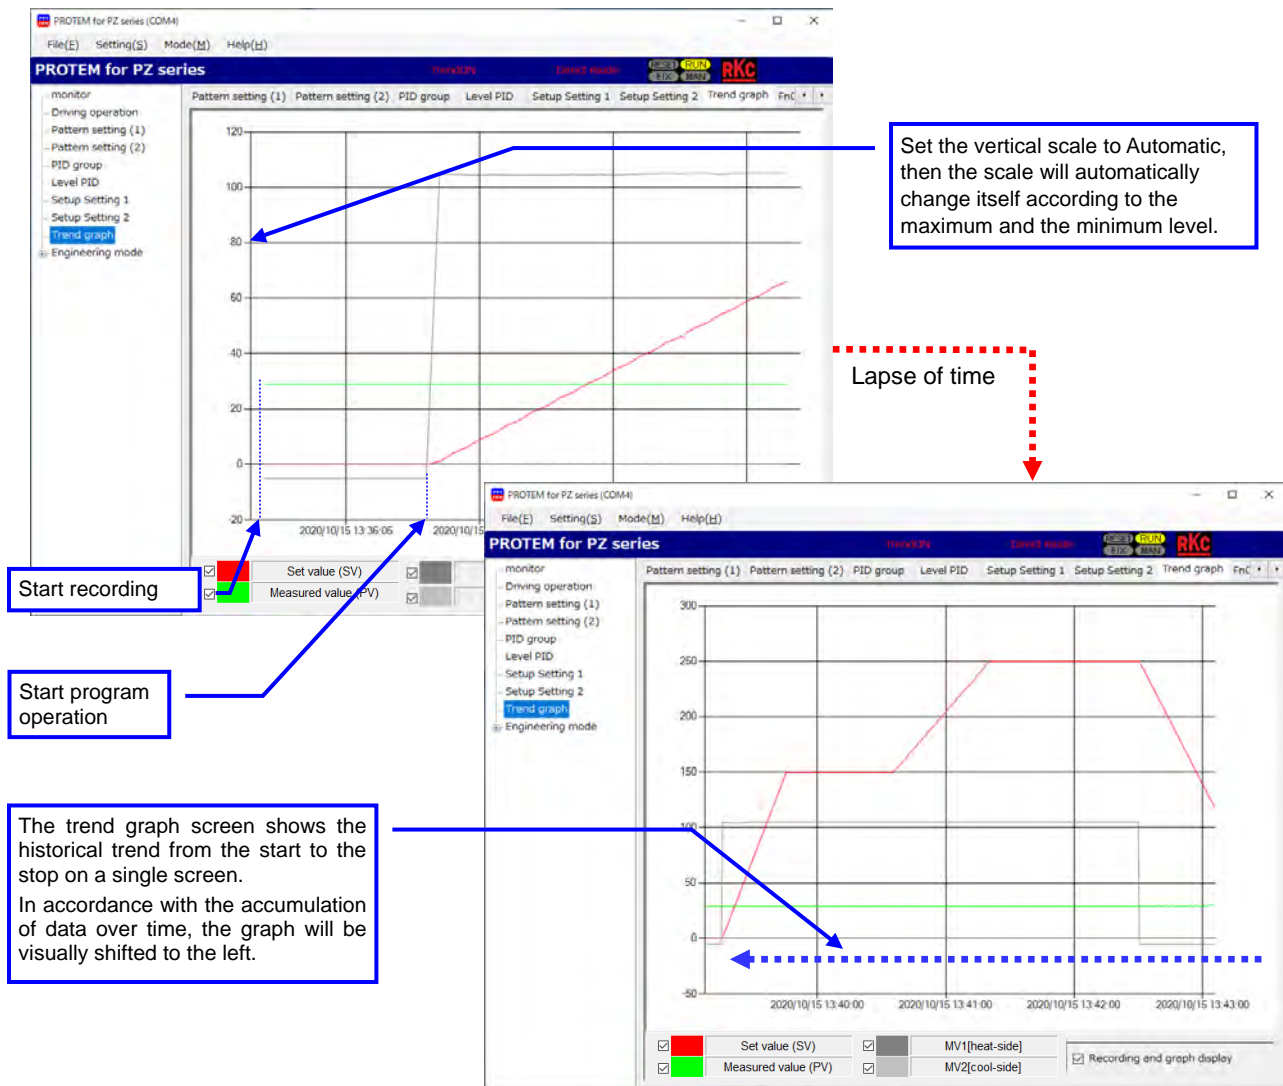 PROTEM for PZ series (COM4)
File(F) Setting(S) Mode(M) Help(H)
PROTEM for PZ series
RESET RUN
FIX MAN
RKC
monitor
Driving operation
Pattern setting (1)
Pattern setting (2)
PID group
Level PID
Setup Setting 1
Setup Setting 2
Trend graph
Engineering mode
Pattern setting (1) Pattern setting (2) PID group Level PID Setup Setting 1 Setup Setting 2 Trend graph
120
100
80
60
40
20
0
-20
2020/10/15 13:36:05 2020/10/15
Set value (SV)
Measured value (PV)
Set the vertical scale to Automatic,
then the scale will automatically
change itself according to the
maximum and the minimum level.
Lapse of time
Start recording
Start program
operation
The trend graph screen shows the
historical trend from the start to the
stop on a single screen.
In accordance with the accumulation
of data over time, the graph will be
visually shifted to the left.
PROTEM for PZ series (COM4)
File(F) Setting(S) Mode(M) Help(H)
PROTEM for PZ series
RESET RUN
FIX MAN
RKC
monitor
Driving operation
Pattern setting (1)
Pattern setting (2)
PID group
Level PID
Setup Setting 1
Setup Setting 2
Trend graph
Engineering mode
Pattern setting (1) Pattern setting (2) PID group Level PID Setup Setting 1 Setup Setting 2 Trend graph
300
250
200
150
100
50
0
-50
2020/10/15 13:40:00 2020/10/15 13:41:00 2020/10/15 13:42:00 2020/10/15 13:43:00
Set value (SV) MV1[heat-side]
Measured value (PV) MV2[cool-side]
Recording and graph display